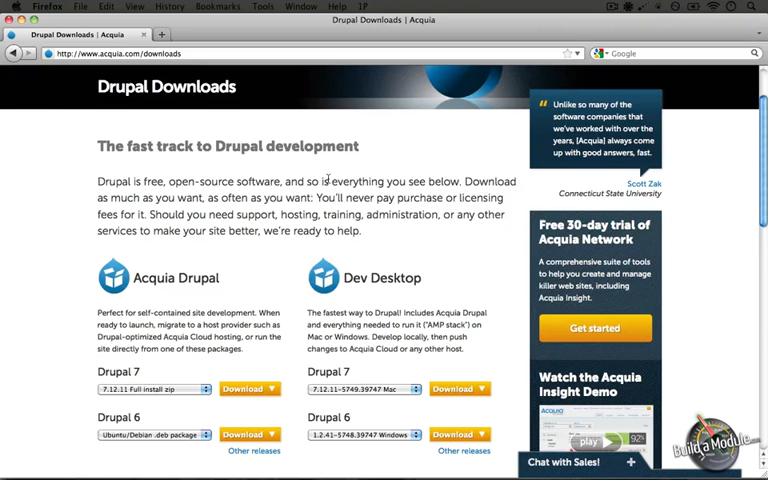 Firefox File Edit View History Bookmarks Tools Window Help
Drupal Downloads | Acquia
Drupal Downloads | Acquia
http://www.acquia.com/downloads
Google
Drupal Downloads
The fast track to Drupal development
Drupal is free, open-source software, and so is everything you see below. Download
as much as you want, as often as you want: You'll never pay purchase or licensing
fees for it. Should you need support, hosting, training, administration, or any other
services to make your site better, we're ready to help.
Acquia Drupal
Perfect for self-contained site development. When
ready to launch, migrate to a host provider such as
Drupal-optimized Acquia Cloud hosting, or run the
site directly from one of these packages.
Drupal 7
7.12.11 Full install zip
Download
Drupal 6
Ubuntu/Debian .deb package
Download
Other releases
Dev Desktop
The fastest way to Drupal! Includes Acquia Drupal
and everything needed to run it ("AMP stack") on
Mac or Windows. Develop locally, then push
changes to Acquia Cloud or any other host.
Drupal 7
7.12.11-5749.39747 Mac
Download
Drupal 6
1.2.41-5748.39747 Windows
Download
Other releases
Unlike so many of the
software companies that
we've worked with over the
years, [Acquia] always come
up with good answers, fast.
Scott Zak
Connecticut State University
Free 30-day trial of
Acquia Network
A comprehensive suite of tools
to help you create and manage
killer web sites, including
Acquia Insight.
Get started
Watch the Acquia
Insight Demo
play
92%
Chat with Sales!
Build a Module.com